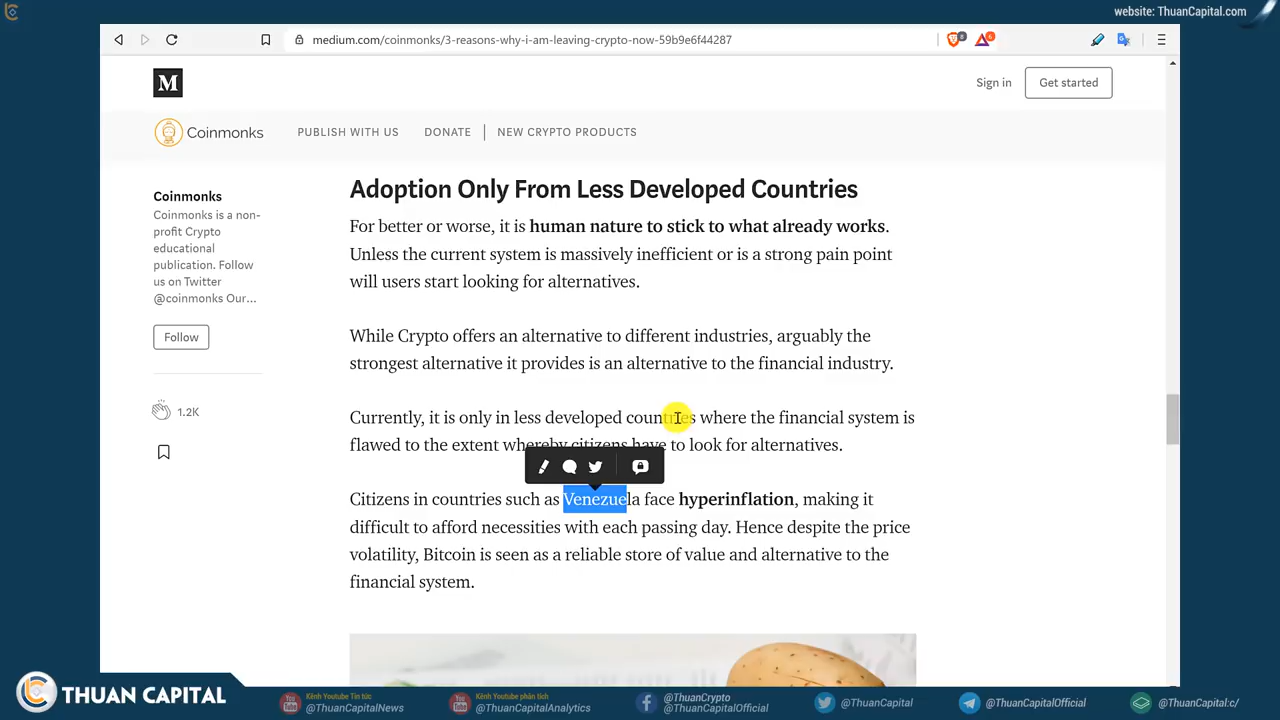 website: ThuanCapital.com
medium.com/coinmonks/3-reasons-why-i-am-leaving-crypto-now-59b9e6f44287
M
Sign in
Get started
Coinmonks
PUBLISH WITH US
DONATE
NEW CRYPTO PRODUCTS
Coinmonks
Coinmonks is a non-
profit Crypto
educational
publication. Follow
us on Twitter
@coinmonks Our...
Follow
1.2K
Adoption Only From Less Developed Countries
For better or worse, it is human nature to stick to what already works.
Unless the current system is massively inefficient or is a strong pain point
will users start looking for alternatives.
While Crypto offers an alternative to different industries, arguably the
strongest alternative it provides is an alternative to the financial industry.
Currently, it is only in less developed countries where the financial system is
flawed to the extent whereby citizens have to look for alternatives.
Citizens in countries such as Venezuela face hyperinflation, making it
difficult to afford necessities with each passing day. Hence despite the price
volatility, Bitcoin is seen as a reliable store of value and alternative to the
financial system.
THUAN CAPITAL
Kênh Youtube Tin tức
@ThuanCapitalNews
Kênh Youtube phân tích
@ThuanCapitalAnalytics
@ThuanCrypto
@ThuanCapitalOfficial
@ThuanCapital
@ThuanCapitalOfficial
@ThuanCapital:c/